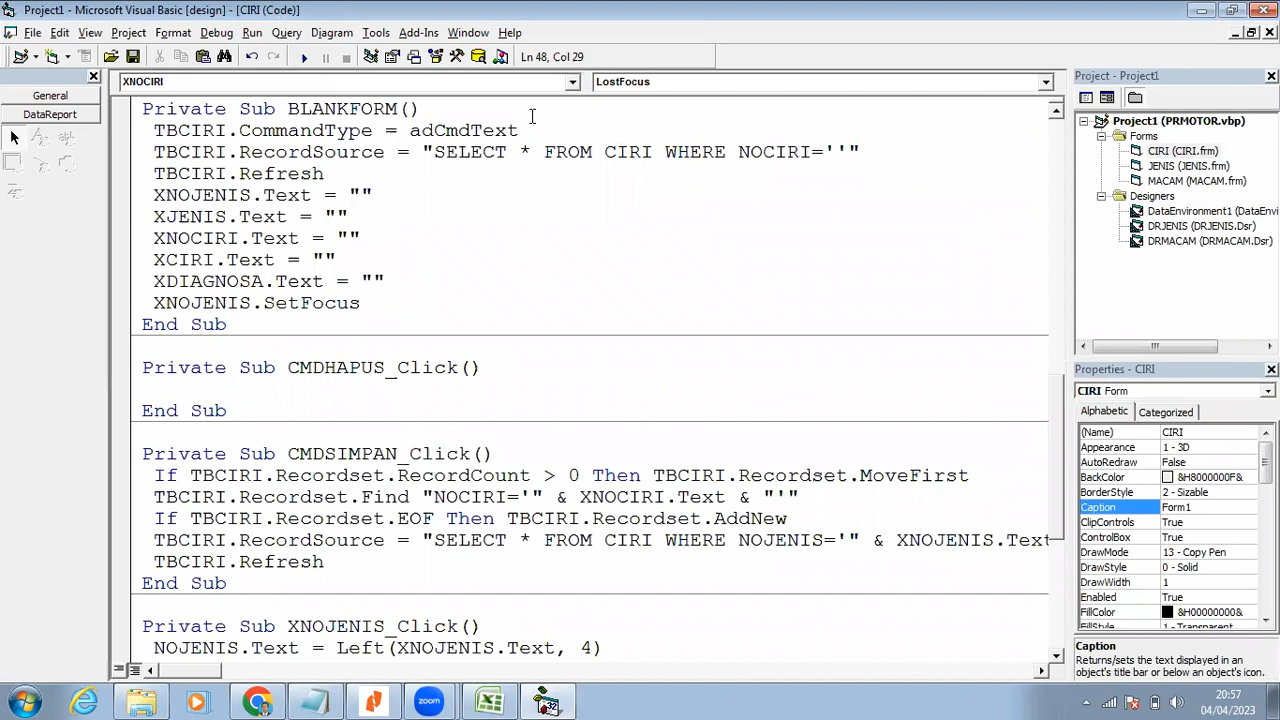 Project1 - Microsoft Visual Basic [design] - [CIRI (Code)]
File Edit View Project Format Debug Run Query Diagram Tools Add-Ins Window Help
Ln 48, Col 29
General
DataReport
XNOCIRI
LostFocus
Private Sub BLANKFORM()
TBCIRI.CommandType = adCmdText
TBCIRI.RecordSource = "SELECT * FROM CIRI WHERE NOCIRI=''"
TBCIRI.Refresh
XNOJENIS.Text = ""
XJENIS.Text = ""
XNOCIRI.Text = ""
XCIRI.Text = ""
XDIAGNOSA.Text = ""
XNOJENIS.SetFocus
End Sub
Private Sub CMDHAPUS_Click()
End Sub
Private Sub CMDSIMPAN_Click()
If TBCIRI.Recordset.RecordCount > 0 Then TBCIRI.Recordset.MoveFirst
TBCIRI.Recordset.Find "NOCIRI='" & XNOCIRI.Text & "'"
If TBCIRI.Recordset.EOF Then TBCIRI.Recordset.AddNew
TBCIRI.RecordSource = "SELECT * FROM CIRI WHERE NOJENIS='" & XNOJENIS.Text
TBCIRI.Refresh
End Sub
Private Sub XNOJENIS_Click()
NOJENIS.Text = Left(XNOJENIS.Text, 4)
Project - Project1
Project1 (PRMOTOR.vbp)
Forms
CIRI (CIRI.frm)
JENIS (JENIS.frm)
MACAM (MACAM.frm)
Designers
DataEnvironment1 (DataEnvi
DRJENIS (DRJENIS.Dsr)
DRMACAM (DRMACAM.Dsr)
Properties - CIRI
CIRI Form
Alphabetic Categorized
(Name) CIRI
Appearance 1 - 3D
AutoRedraw False
BackColor &H8000000F&
BorderStyle 2 - Sizable
Caption Form1
ClipControls True
ControlBox True
DrawMode 13 - Copy Pen
DrawStyle 0 - Solid
DrawWidth 1
Enabled True
FillColor &H00000000&
FillStyle 1 - Transparent
Caption
Returns/sets the text displayed in an object's title bar or below an object's icon.
zoom
32
20:57
04/04/2023